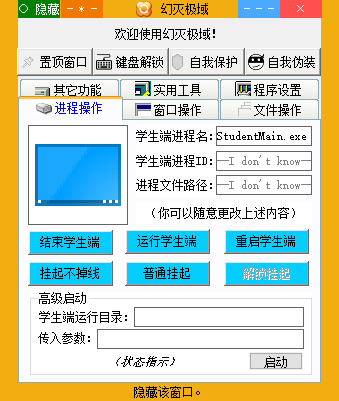 隐藏 - * - 幻灭极域 - - - ×
欢迎使用幻灭极域!
置顶窗口 键盘解锁 自我保护 自我伪装
其它功能 实用工具 程序设置
进程操作 窗口操作 文件操作
学生端进程名: StudentMain.exe
学生端进程ID: ——I don't know——
进程文件路径: ——I don't know——
(你可以随意更改上述内容)
结束学生端 运行学生端 重启学生端
挂起不掉线 普通挂起 解锁挂起
高级启动
学生端运行目录:
传入参数:
(状态指示) 启动
隐藏该窗口。